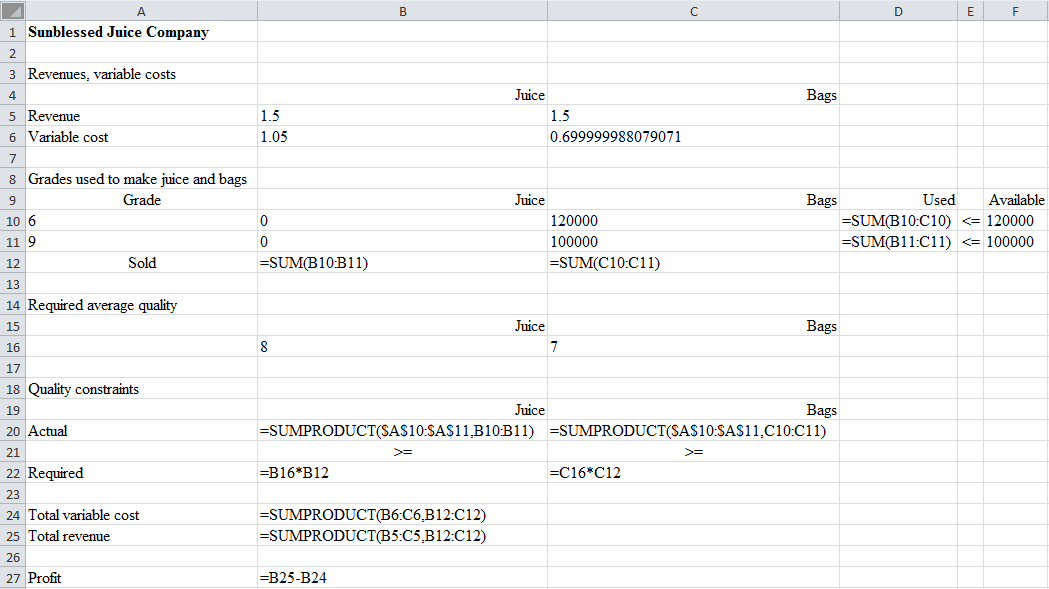 A B C D E F
1 Sunblessed Juice Company
2
3 Revenues, variable costs
4 Juice Bags
5 Revenue 1.5 1.5
6 Variable cost 1.05 0.699999988079071
7
8 Grades used to make juice and bags
9 Grade Juice Bags Used Available
10 6 0 120000 =SUM(B10:C10) <= 120000
11 9 0 100000 =SUM(B11:C11) <= 100000
12 Sold =SUM(B10:B11) =SUM(C10:C11)
13
14 Required average quality
15 Juice Bags
16 8 7
17
18 Quality constraints
19 Juice Bags
20 Actual =SUMPRODUCT($A$10:$A$11,B10:B11) =SUMPRODUCT($A$10:$A$11,C10:C11)
21 >= >=
22 Required =B16*B12 =C16*C12
23
24 Total variable cost =SUMPRODUCT(B6:C6,B12:C12)
25 Total revenue =SUMPRODUCT(B5:C5,B12:C12)
26
27 Profit =B25-B24